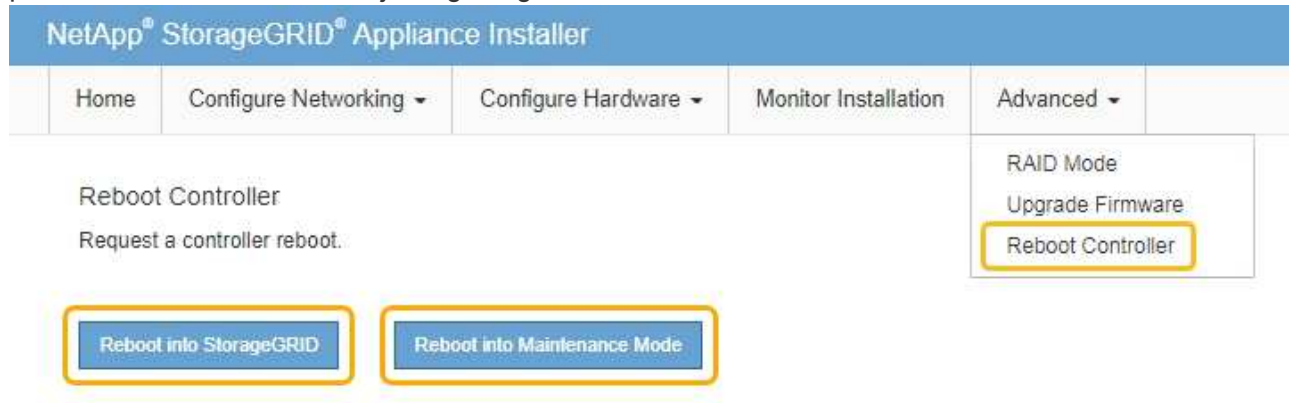 NetApp® StorageGRID® Appliance Installer
Home Configure Networking Configure Hardware Monitor Installation Advanced
RAID Mode
Upgrade Firmware
Reboot Controller
Reboot Controller
Request a controller reboot.
Reboot into StorageGRID Reboot into Maintenance Mode